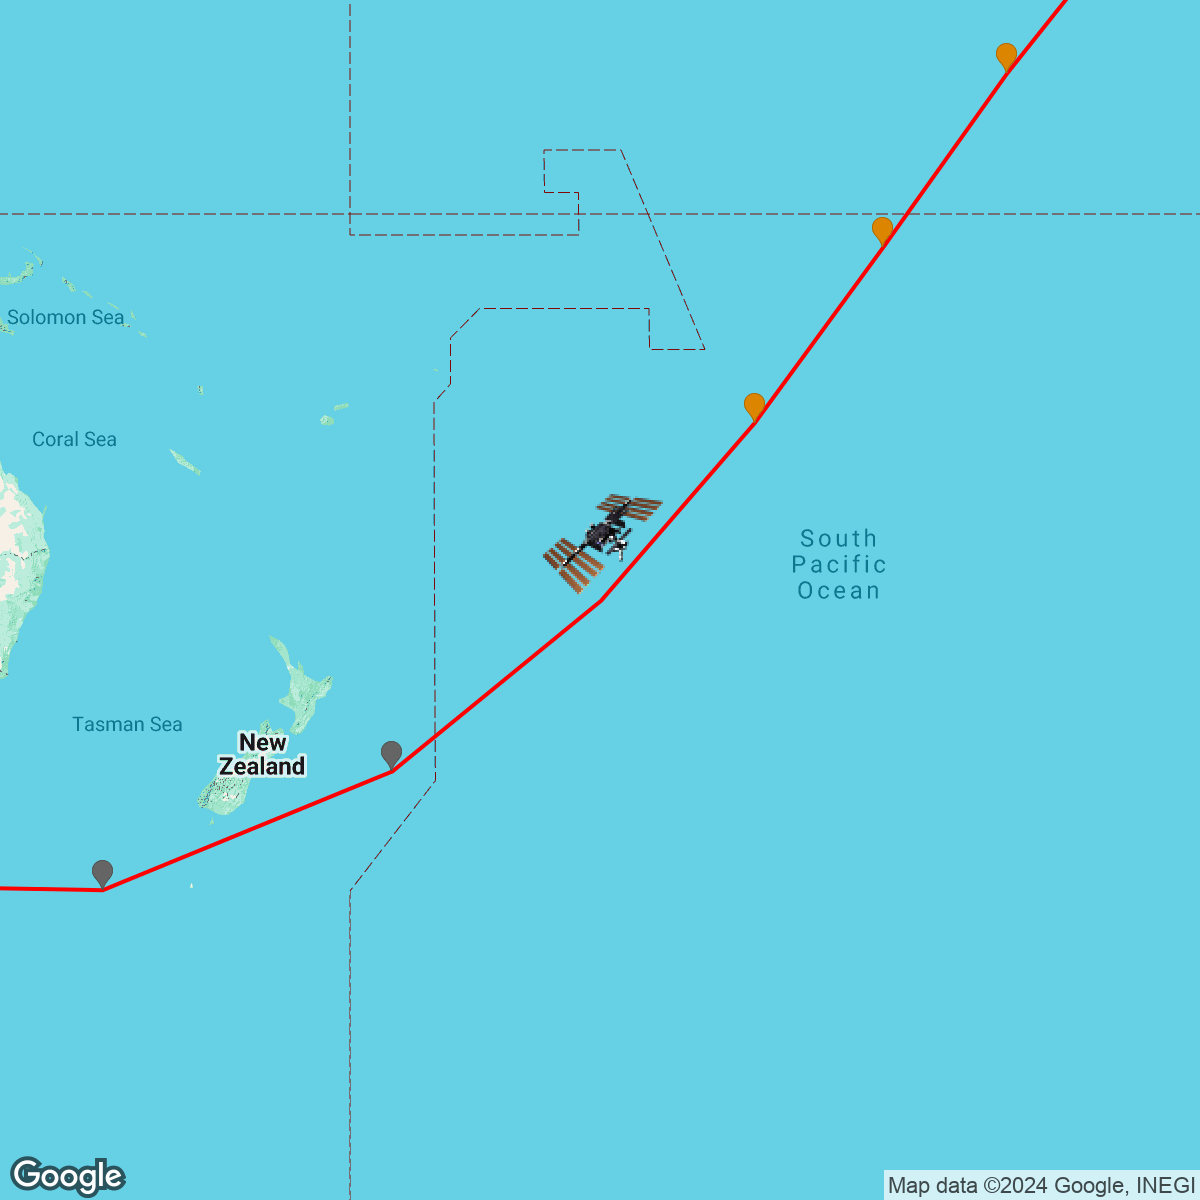 Solomon Sea
Coral Sea
South
Pacific
Ocean
Tasman Sea
New
Zealand
Google
Map data ©2024 Google, INEGI